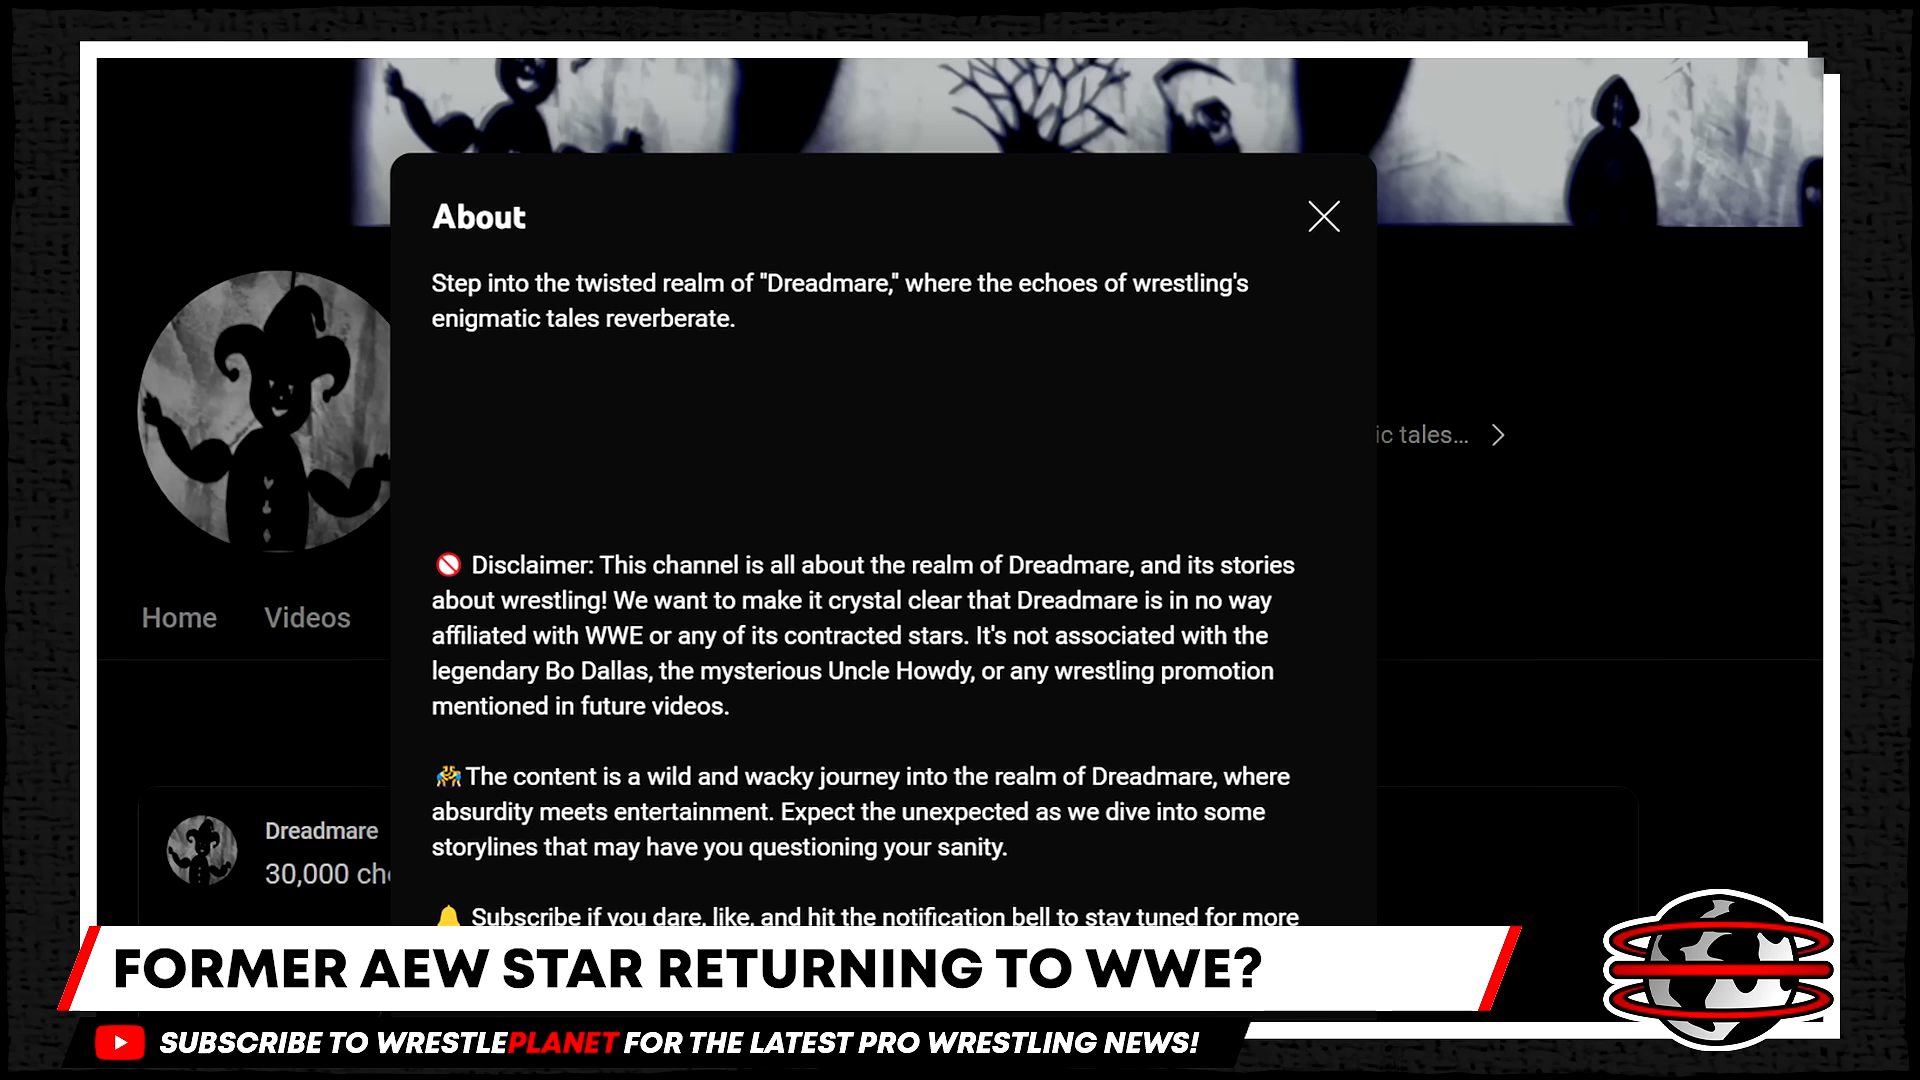 About
Step into the twisted realm of "Dreadmare," where the echoes of wrestling's
enigmatic tales reverberate.
ic tales...
🚫 Disclaimer: This channel is all about the realm of Dreadmare, and its stories
about wrestling! We want to make it crystal clear that Dreadmare is in no way
affiliated with WWE or any of its contracted stars. It's not associated with the
legendary Bo Dallas, the mysterious Uncle Howdy, or any wrestling promotion
mentioned in future videos.
Home Videos
🤼The content is a wild and wacky journey into the realm of Dreadmare, where
absurdity meets entertainment. Expect the unexpected as we dive into some
storylines that may have you questioning your sanity.
Dreadmare
30,000
🔔 Subscribe if you dare, like, and hit the notification bell to stay tuned for more
FORMER AEW STAR RETURNING TO WWE?
SUBSCRIBE TO WRESTLEPLANET FOR THE LATEST PRO WRESTLING NEWS!